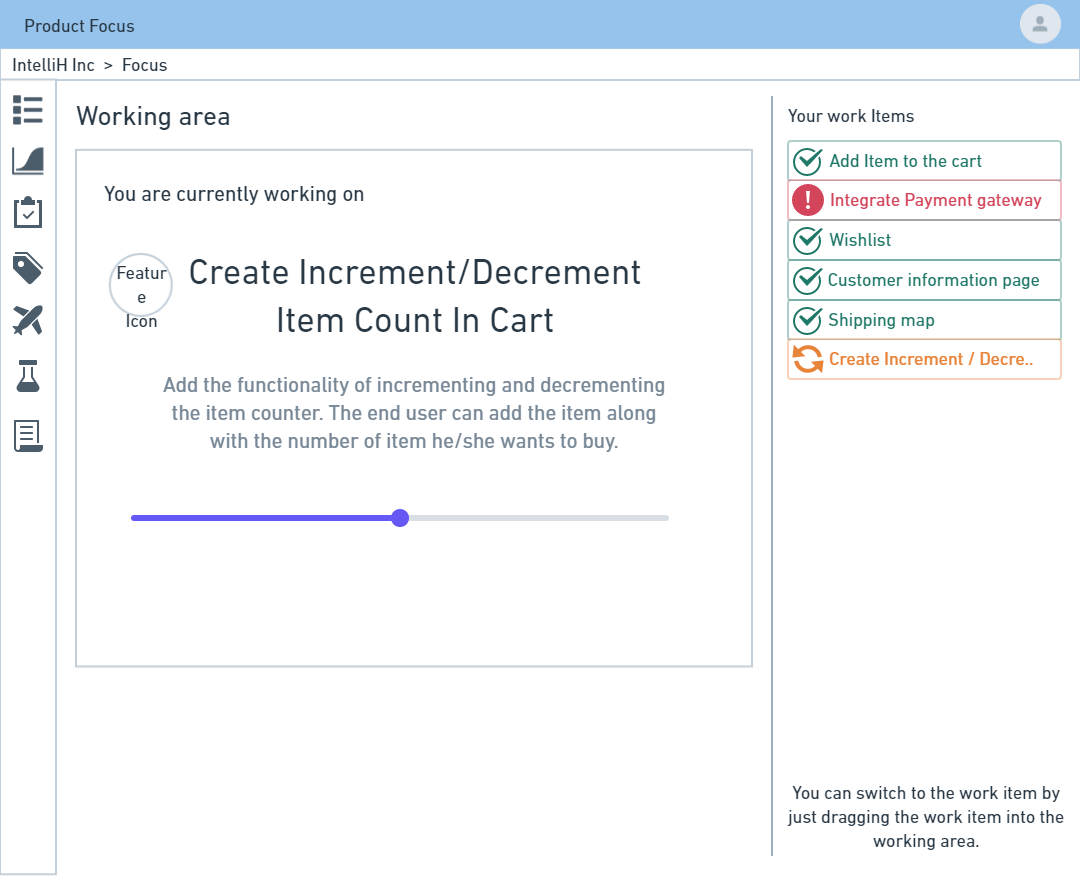 Product Focus
IntelliH Inc > Focus
Working area
You are currently working on
Featur
e
Icon
Create Increment/Decrement
Item Count In Cart
Add the functionality of incrementing and decrementing
the item counter. The end user can add the item along
with the number of item he/she wants to buy.
Your work Items
Add Item to the cart
Integrate Payment gateway
Wishlist
Customer information page
Shipping map
Create Increment / Decre..
You can switch to the work item by
just dragging the work item into the
working area.